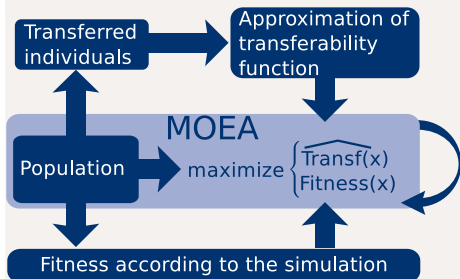 Transferred
individuals
Approximation of
transferability
function
MOEA
Population
maximize
Transf(x)
Fitness(x)
Fitness according to the simulation